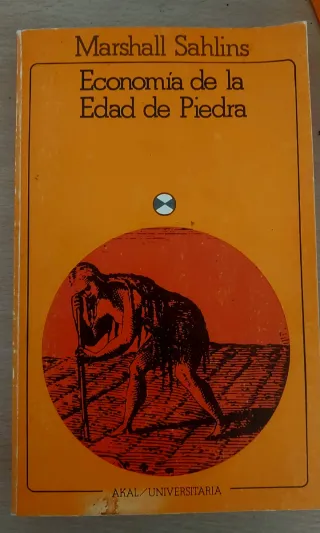 Marshall Sahlins
Economía de la
Edad de Piedra
AKAL/UNIVERSITARIA